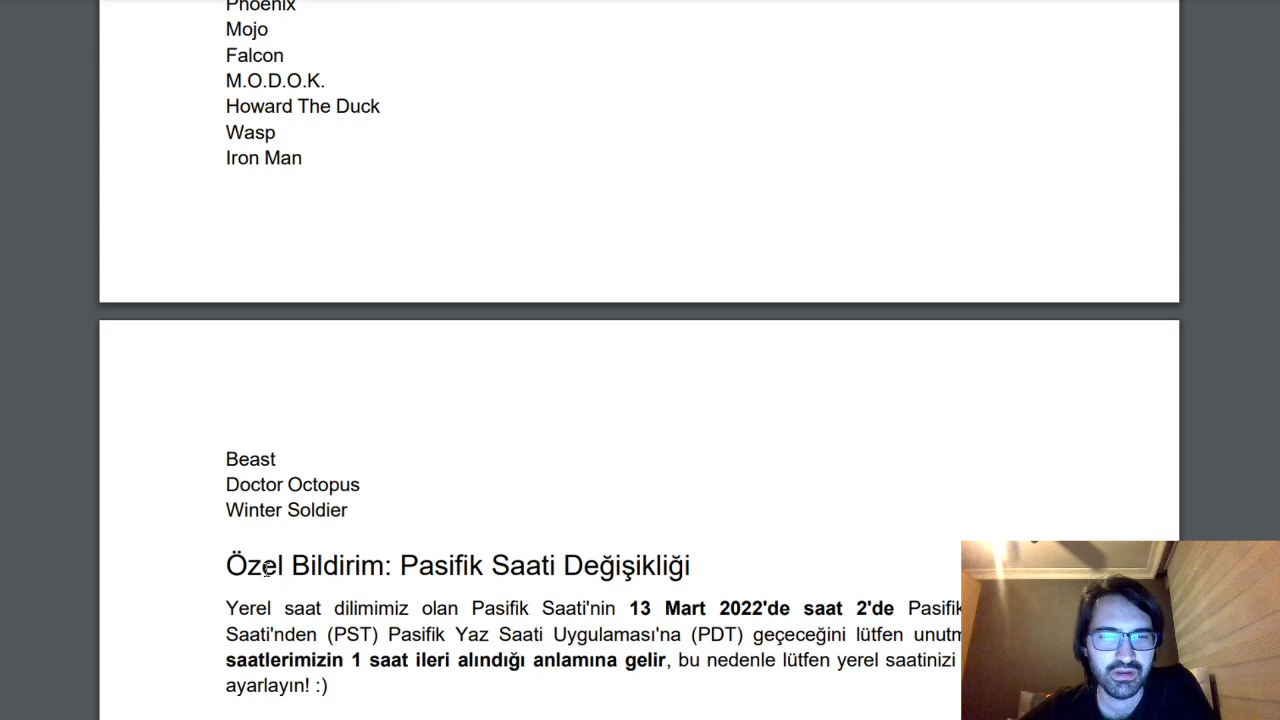 Phoenix
Mojo
Falcon
M.O.D.O.K.
Howard The Duck
Wasp
Iron Man
Beast
Doctor Octopus
Winter Soldier
Özel Bildirim: Pasifik Saati Değişikliği
Yerel saat dilimimiz olan Pasifik Saati'nin 13 Mart 2022'de saat 2'de Pasifik
Saati'nden (PST) Pasifik Yaz Saati Uygulaması'na (PDT) geçeceğini lütfen
saatlerimizin 1 saat ileri alındığı anlamına gelir, bu nedenle lütfen yerel saatinizi
ayarlayın! :)